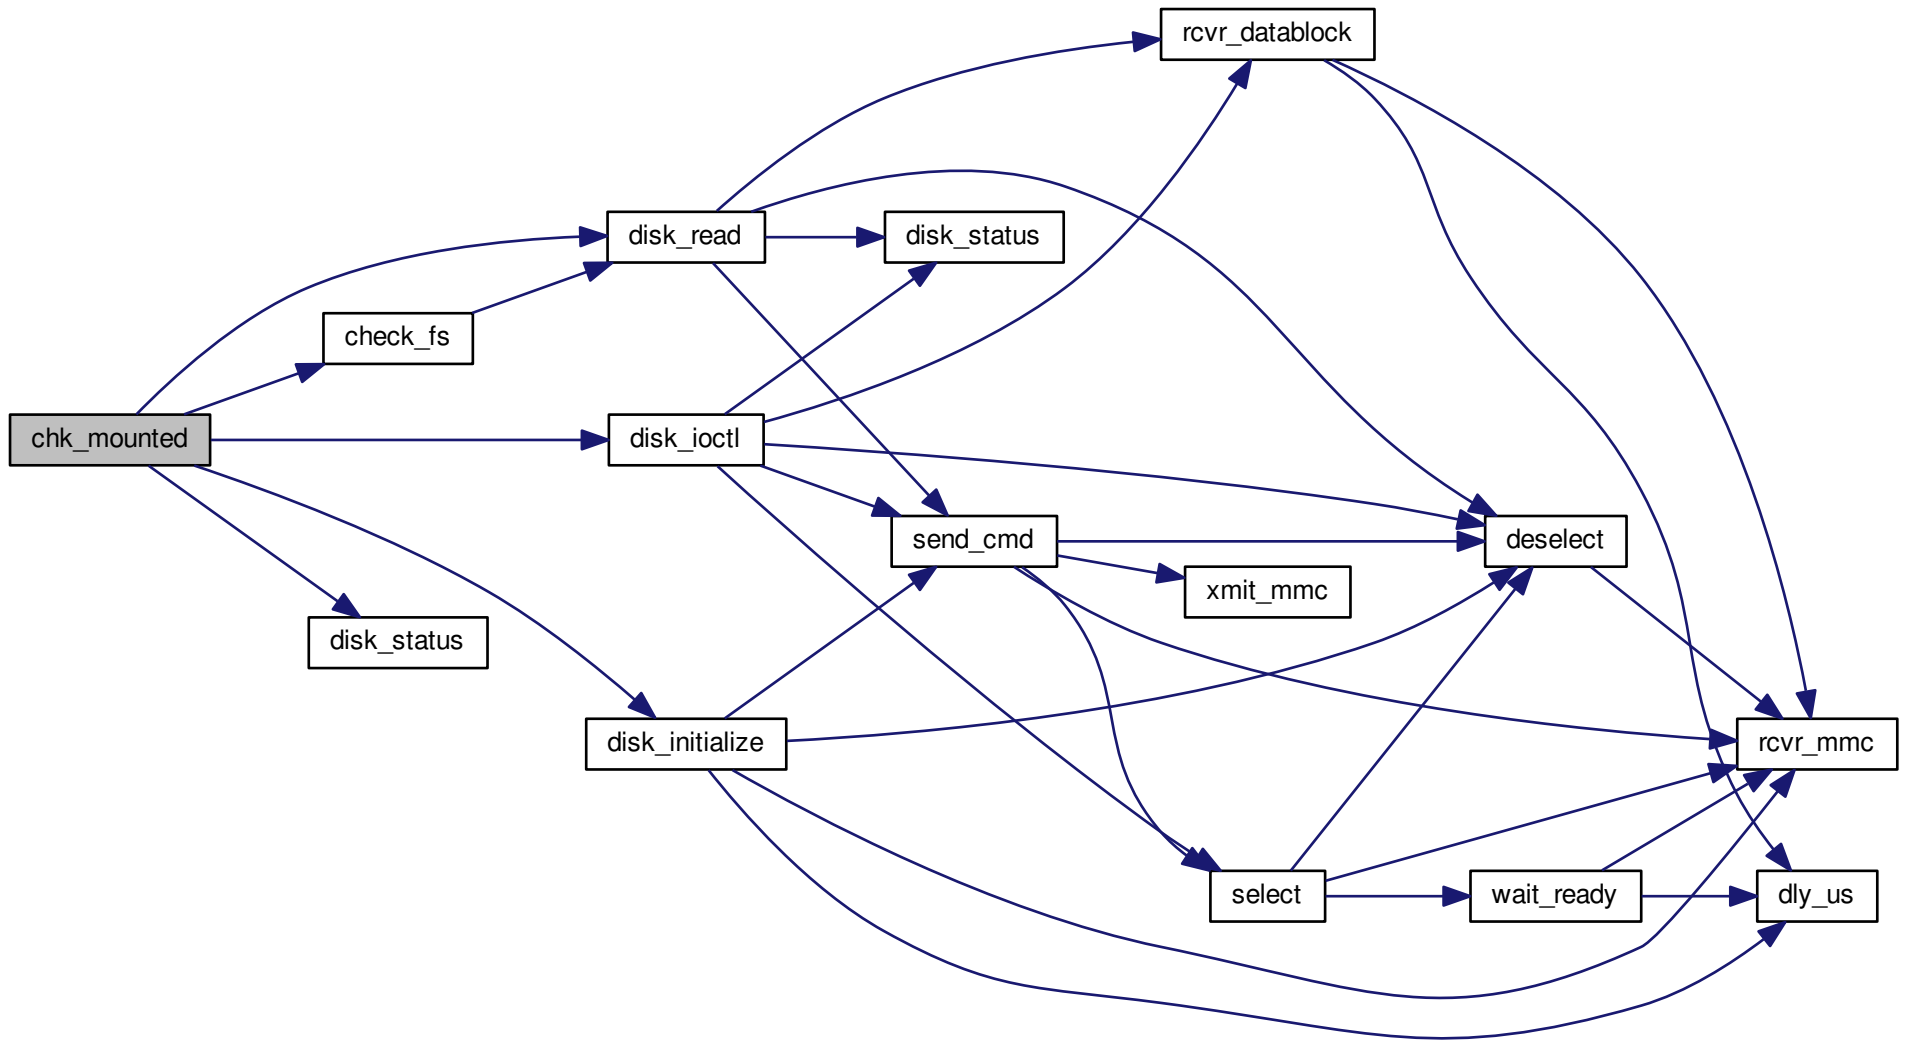 rcvr_datablock
disk_read
disk_status
check_fs
chk_mounted
disk_ioctl
send_cmd
deselect
xmit_mmc
disk_status
disk_initialize
rcvr_mmc
select
wait_ready
dly_us